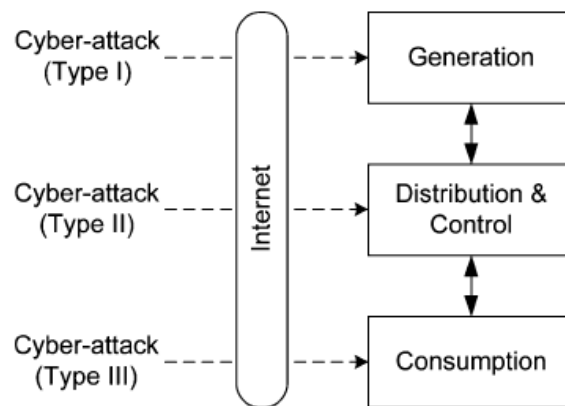 Cyber-attack
(Type I)
Generation
Cyber-attack
(Type II)
Internet
Distribution &
Control
Cyber-attack
(Type III)
Consumption